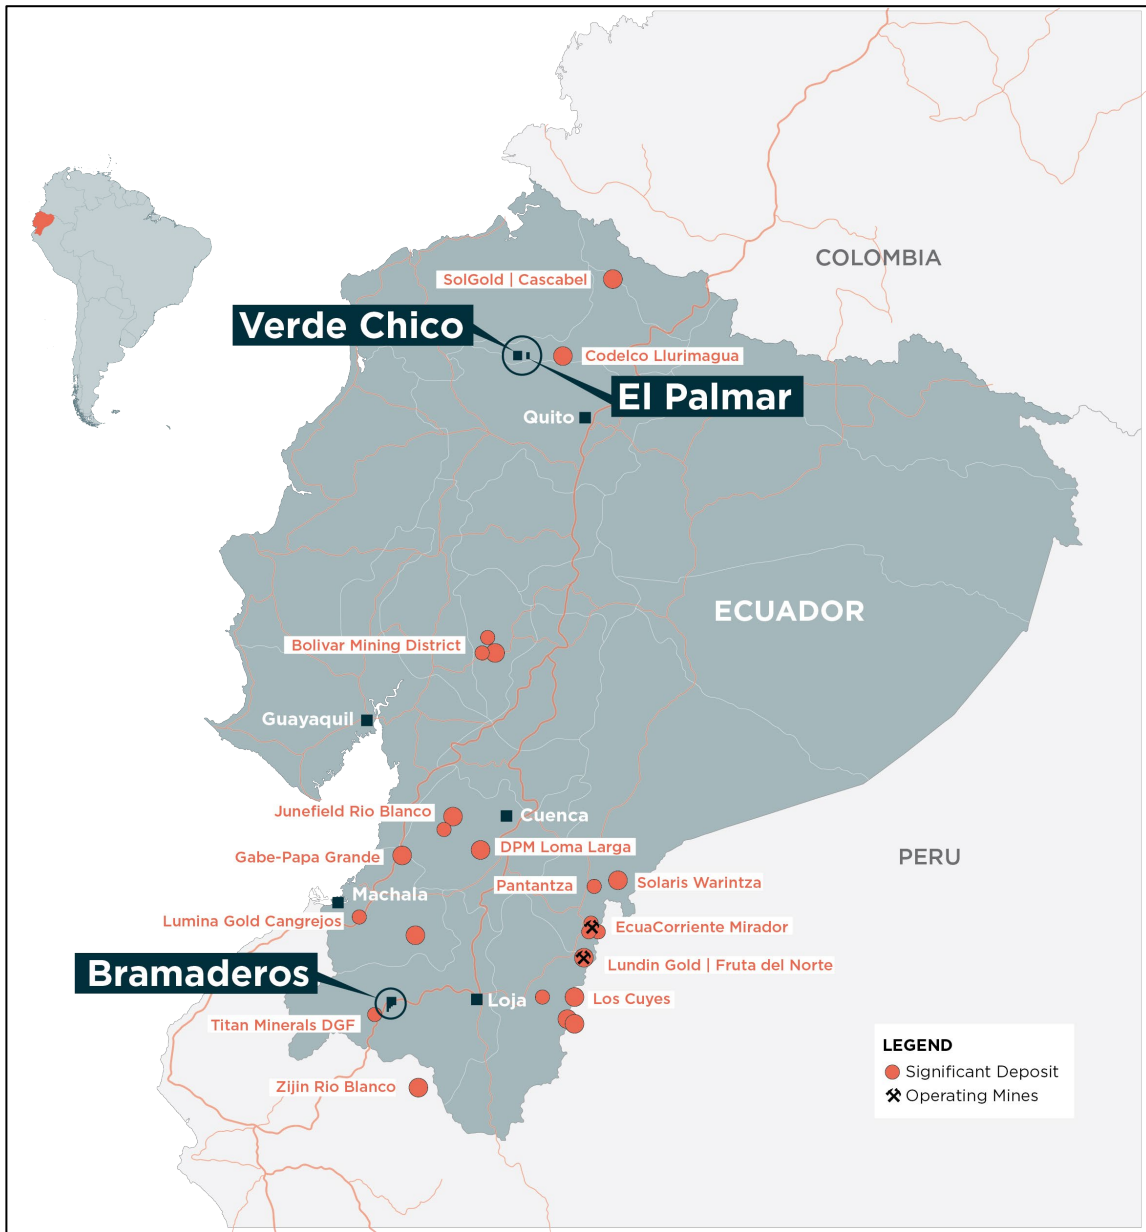 COLOMBIA
SolGold | Cascabel
Verde Chico
Codelco Llurimagua
El Palmar
Quito
ECUADOR
Bolivar Mining District
Guayaquil
Junefield Rio Blanco
Cuenca
DPM Loma Larga
Gabe-Papa Grande
PERU
Pantantza
Solaris Warintza
Machala
Lumina Gold Cangrejos
EcuaCorriente Mirador
Lundin Gold | Fruta del Norte
Bramaderos
Loja
Los Cuyes
Titan Minerals DGF
Zijin Rio Blanco
LEGEND
Significant Deposit
Operating Mines